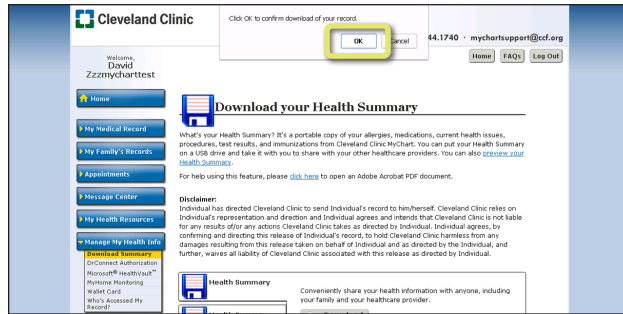 Cleveland Clinic
Click OK to confirm download of your record.
OK
Cancel
44.1740 · mychartsupport@ccf.org
Home
FAQs
Log Out
Welcome,
David
Zzzmycharttest
Home
My Medical Record
My Family's Records
Appointments
Message Center
My Health Resources
Manage My Health Info
Download Summary
DrConnect Authorization
Microsoft® HealthVault™
MyHome Monitoring
Wallet Card
Who's Accessed My
Record?
Download your Health Summary
What's your Health Summary? It's a portable copy of your allergies, medications, current health issues,
procedures, test results, and immunizations from Cleveland Clinic MyChart. You can put your Health Summary
on a USB drive and take it with you to share with your other healthcare providers. You can also preview your
Health Summary.
For help using this feature, please click here to open an Adobe Acrobat PDF document.
Disclaimer:
Individual has directed Cleveland Clinic to send Individual's record to him/herself. Cleveland Clinic relies on
Individual's representation and direction and Individual agrees and intends that Cleveland Clinic is not liable
for any results of/or any actions Cleveland Clinic takes as directed by Individual. Individual agrees, by
confirming and directing this release of Individual's record, to hold Cleveland Clinic harmless from any
damages resulting from this release taken on behalf of Individual and as directed by the Individual, and
further, waives all liability of Cleveland Clinic associated with this release as directed by Individual.
Health Summary
Conveniently share your health information with anyone, including
your family and your healthcare provider.